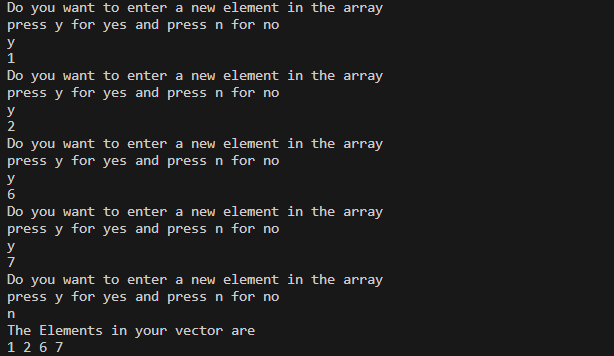 Do you want to enter a new element in the array
press y for yes and press n for no
y
1
Do you want to enter a new element in the array
press y for yes and press n for no
y
2
Do you want to enter a new element in the array
press y for yes and press n for no
y
6
Do you want to enter a new element in the array
press y for yes and press n for no
y
7
Do you want to enter a new element in the array
press y for yes and press n for no
n
The Elements in your vector are
1 2 6 7